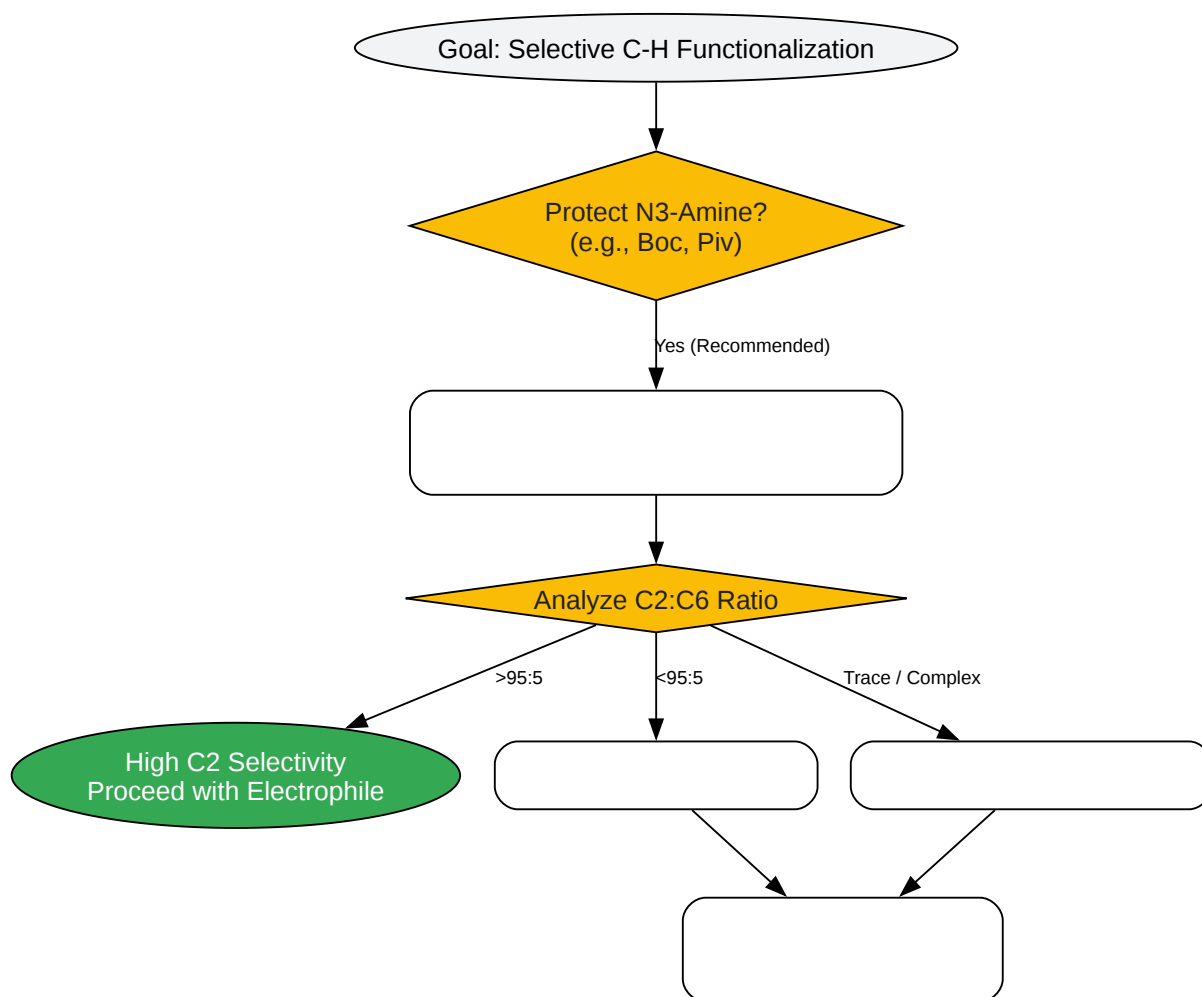 Goal: Selective C-H Functionalization
Protect N3-Amine?
(e.g., Boc, Piv)
Yes (Recommended)
Analyze C2:C6 Ratio
>95:5
<95:5
Trace / Complex
High C2 Selectivity
Proceed with Electrophile